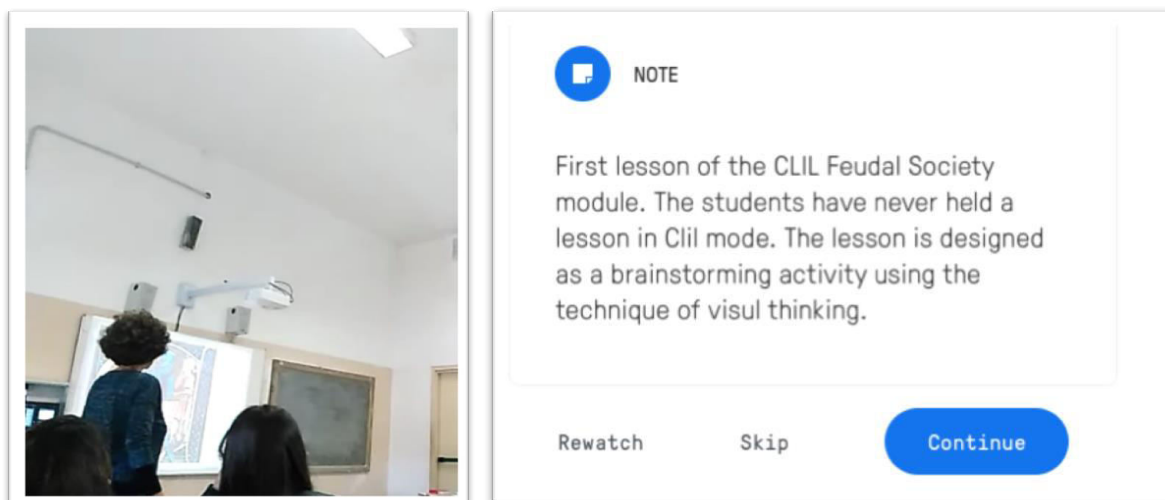 NOTE
First lesson of the CLIL Feudal Society
module. The students have never held a
lesson in Clil mode. The lesson is designed
as a brainstorming activity using the
technique of visul thinking.
Rewatch
Skip
Continue